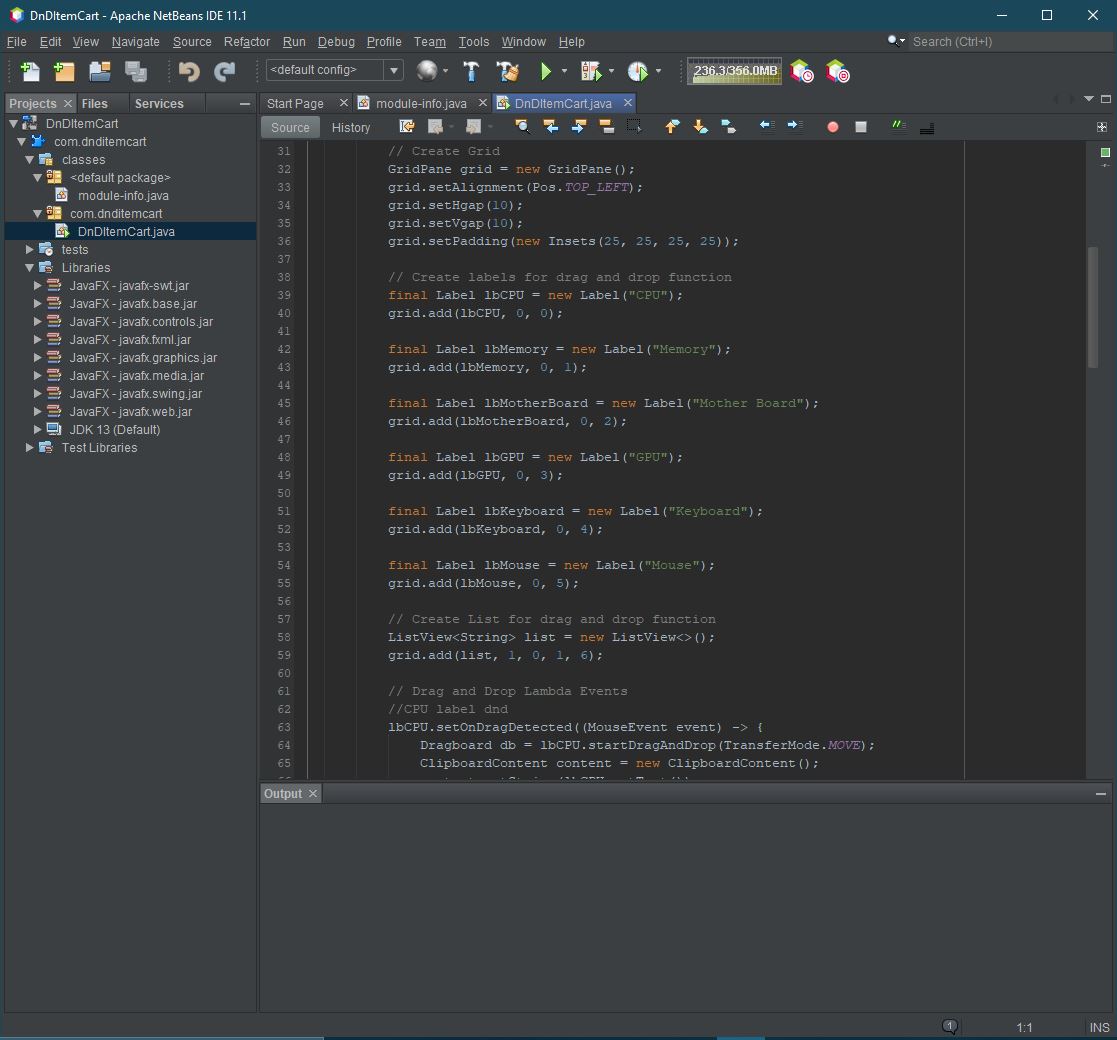 DnDItemCart - Apache NetBeans IDE 11.1
File Edit View Navigate Source Refactor Run Debug Profile Team Tools Window Help
Search (Ctrl+I)
<default config>
236.3/356.0MB
Projects Files Services
DnDItemCart
com.dnditemcart
classes
<default package>
module-info.java
com.dnditemcart
DnDItemCart.java
tests
Libraries
JavaFX - javafx-swt.jar
JavaFX - javafx.base.jar
JavaFX - javafx.controls.jar
JavaFX - javafx.fxml.jar
JavaFX - javafx.graphics.jar
JavaFX - javafx.media.jar
JavaFX - javafx.swing.jar
JavaFX - javafx.web.jar
JDK 13 (Default)
Test Libraries
Start Page module-info.java DnDItemCart.java
Source History
31 // Create Grid
32 GridPane grid = new GridPane();
33 grid.setAlignment(Pos.TOP_LEFT);
34 grid.setHgap(10);
35 grid.setVgap(10);
36 grid.setPadding(new Insets(25, 25, 25, 25));
37
38 // Create labels for drag and drop function
39 final Label lbCPU = new Label("CPU");
40 grid.add(lbCPU, 0, 0);
41
42 final Label lbMemory = new Label("Memory");
43 grid.add(lbMemory, 0, 1);
44
45 final Label lbMotherBoard = new Label("Mother Board");
46 grid.add(lbMotherBoard, 0, 2);
47
48 final Label lbGPU = new Label("GPU");
49 grid.add(lbGPU, 0, 3);
50
51 final Label lbKeyboard = new Label("Keyboard");
52 grid.add(lbKeyboard, 0, 4);
53
54 final Label lbMouse = new Label("Mouse");
55 grid.add(lbMouse, 0, 5);
56
57 // Create List for drag and drop function
58 ListView<String> list = new ListView<>();
59 grid.add(list, 1, 0, 1, 6);
60
61 // Drag and Drop Lambda Events
62 //CPU label dnd
63 lbCPU.setOnDragDetected((MouseEvent event) -> {
64 Dragboard db = lbCPU.startDragAndDrop(TransferMode.MOVE);
65 ClipboardContent content = new ClipboardContent();
Output
1 1:1 INS